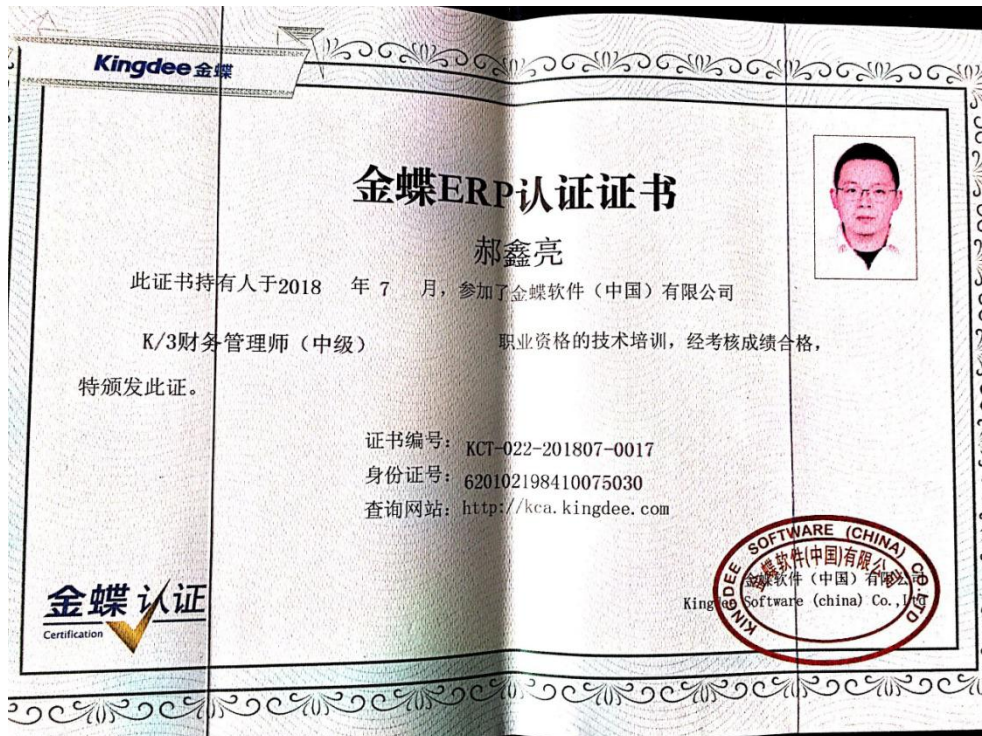 Kingdee金蝶
金蝶ERP认证证书
郝鑫亮
此证书持有人于2018 年 7 月，参加了金蝶软件（中国）有限公司
K/3财务管理师（中级） 职业资格的技术培训，经考核成绩合格，
特颁发此证。
证书编号： KCT-022-201807-0017
身份证号： 620102198410075030
查询网站： http://kca.kingdee.com
金蝶认证
Certification
KINGDEE SOFTWARE (CHINA) CO.,LTD
金蝶软件(中国)有限公司
金蝶软件（中国）有限公司
Kingdee Software (china) Co.,Ltd